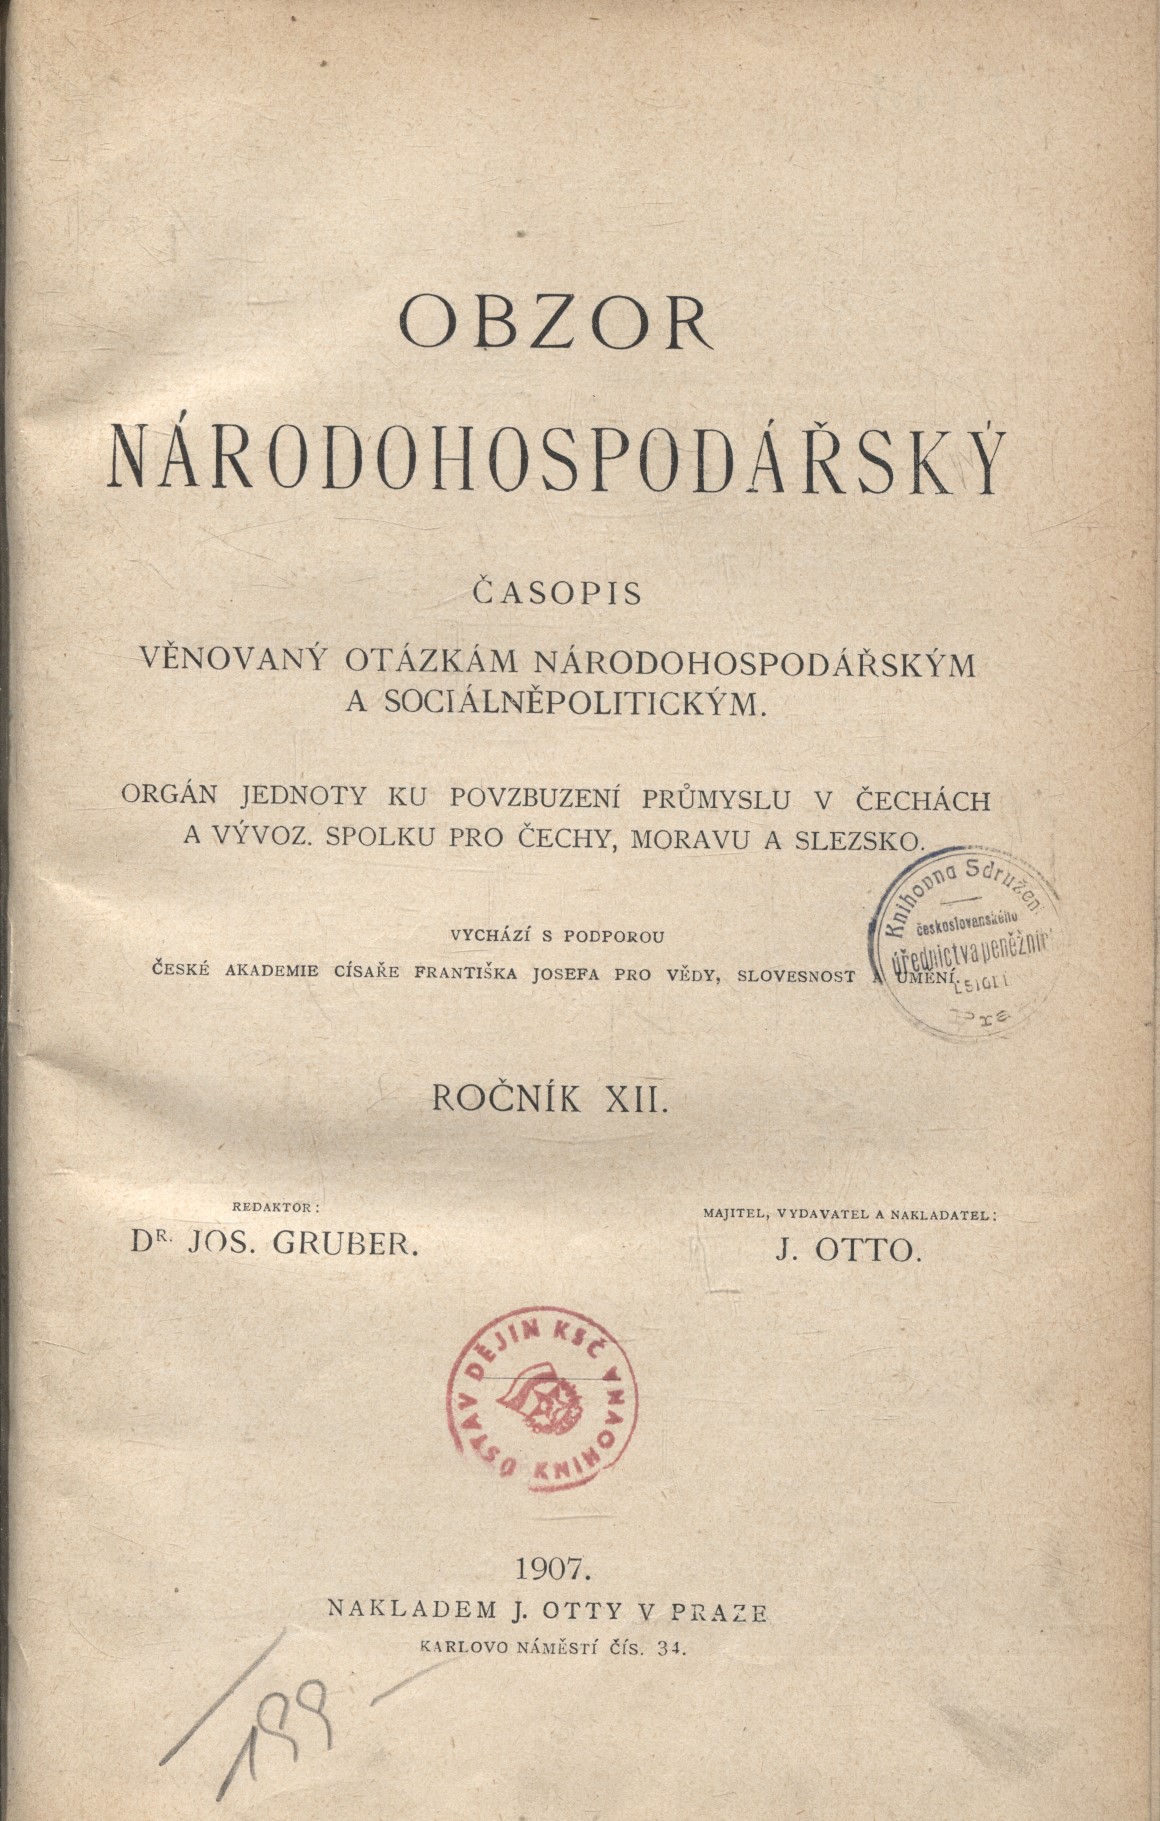 OBZOR
NÁRODOHOSPODÁŘSKÝ
ČASOPIS
VĚNOVANÝ OTÁZKÁM NÁRODOHOSPODÁŘSKÝM
A SOCIÁLNĚPOLITICKÝM.
ORGÁN JEDNOTY KU POVZBUZENÍ PRŮMYSLU V ČECHÁCH
A VÝVOZ. SPOLKU PRO ČECHY, MORAVU A SLEZSKO.
Knihovna Sdružení
československého
úřednictva
VYCHÁZÍ S PODPOROU
ČESKÉ AKADEMIE CÍSAŘE FRANTIŠKA JOSEFA PRO VĚDY, SLOVESNOST A UMĚNÍ.
ROČNÍK XII.
REDAKTOR:
DR. JOS. GRUBER.
MAJITEL, VYDAVATEL A NAKLADATEL:
J. OTTO.
ÚSTAV DĚJIN KSČ
KNIHOVNA
1907.
NAKLADEM J. OTTY V PRAZE
KARLOVO NÁMĚSTÍ ČÍS. 34.
199